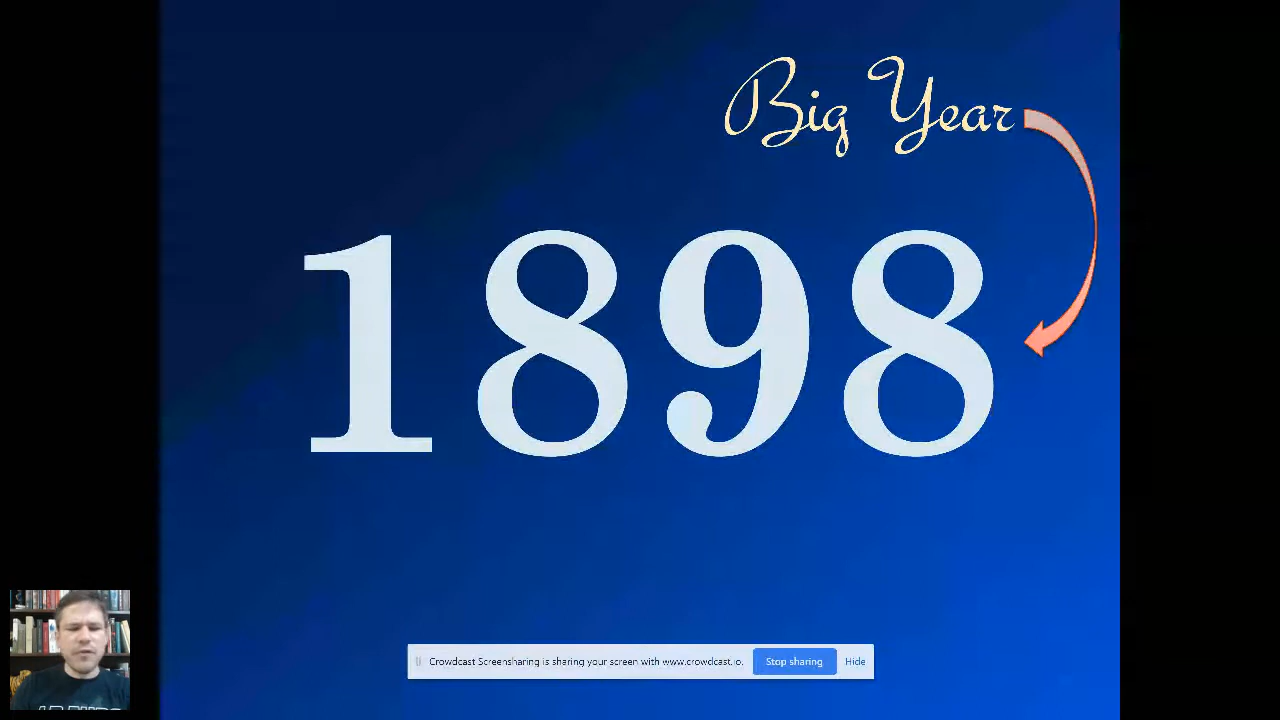 Big Year
1898
Crowdcast Screensharing is sharing your screen with www.crowdcast.io.
Stop sharing
Hide